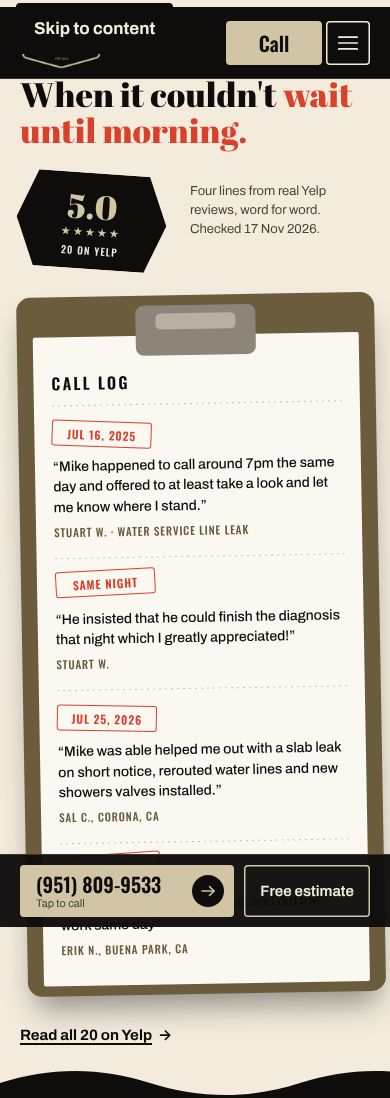 Skip to content
Call
When it couldn't wait
until morning.
5.0
★★★★★
20 ON YELP
Four lines from real Yelp
reviews, word for word.
Checked 17 Nov 2026.
CALL LOG
JUL 16, 2025
“Mike happened to call around 7pm the same
day and offered to at least take a look and let
me know where I stand.”
STUART W. · WATER SERVICE LINE LEAK
SAME NIGHT
“He insisted that he could finish the diagnosis
that night which I greatly appreciated!”
STUART W.
JUL 25, 2026
“Mike was able helped me out with a slab leak
on short notice, rerouted water lines and new
showers valves installed.”
SAL C., CORONA, CA
(951) 809-9533
Tap to call
Free estimate
and did the
work same day”
ERIK N., BUENA PARK, CA
Read all 20 on Yelp →